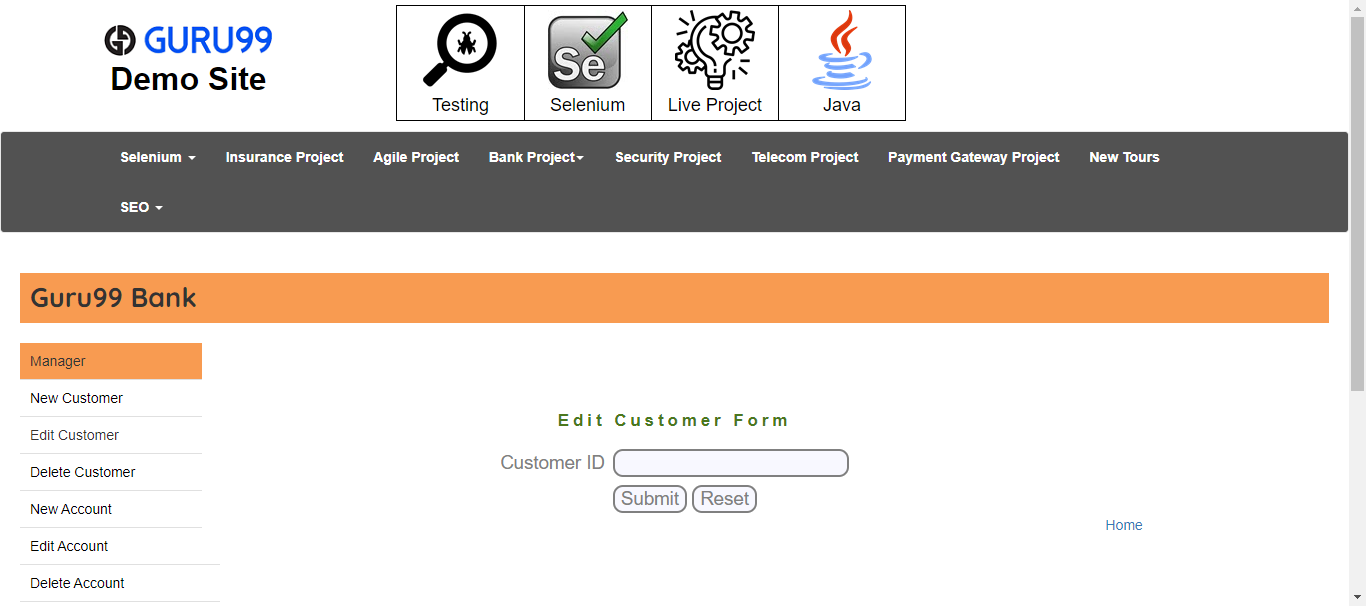 GURU99
Demo Site
Se
Testing Selenium Live Project Java
Selenium Insurance Project Agile Project Bank Project Security Project Telecom Project Payment Gateway Project New Tours
SEO
Guru99 Bank
Manager
New Customer
Edit Customer
Delete Customer
New Account
Edit Account
Delete Account
Edit Customer Form
Customer ID
Submit Reset
Home